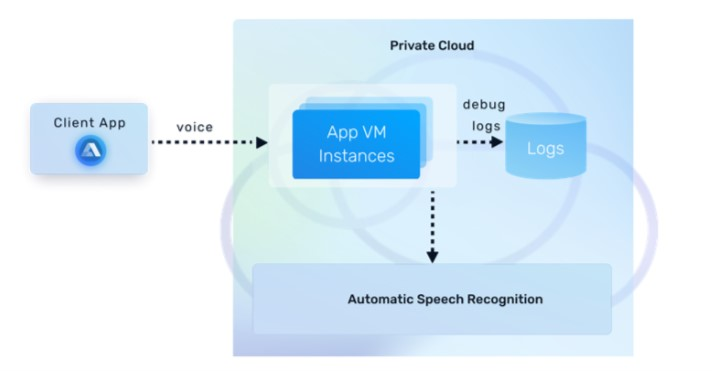 Private Cloud
Client App
voice
App VM
Instances
debug
logs
Logs
Automatic Speech Recognition